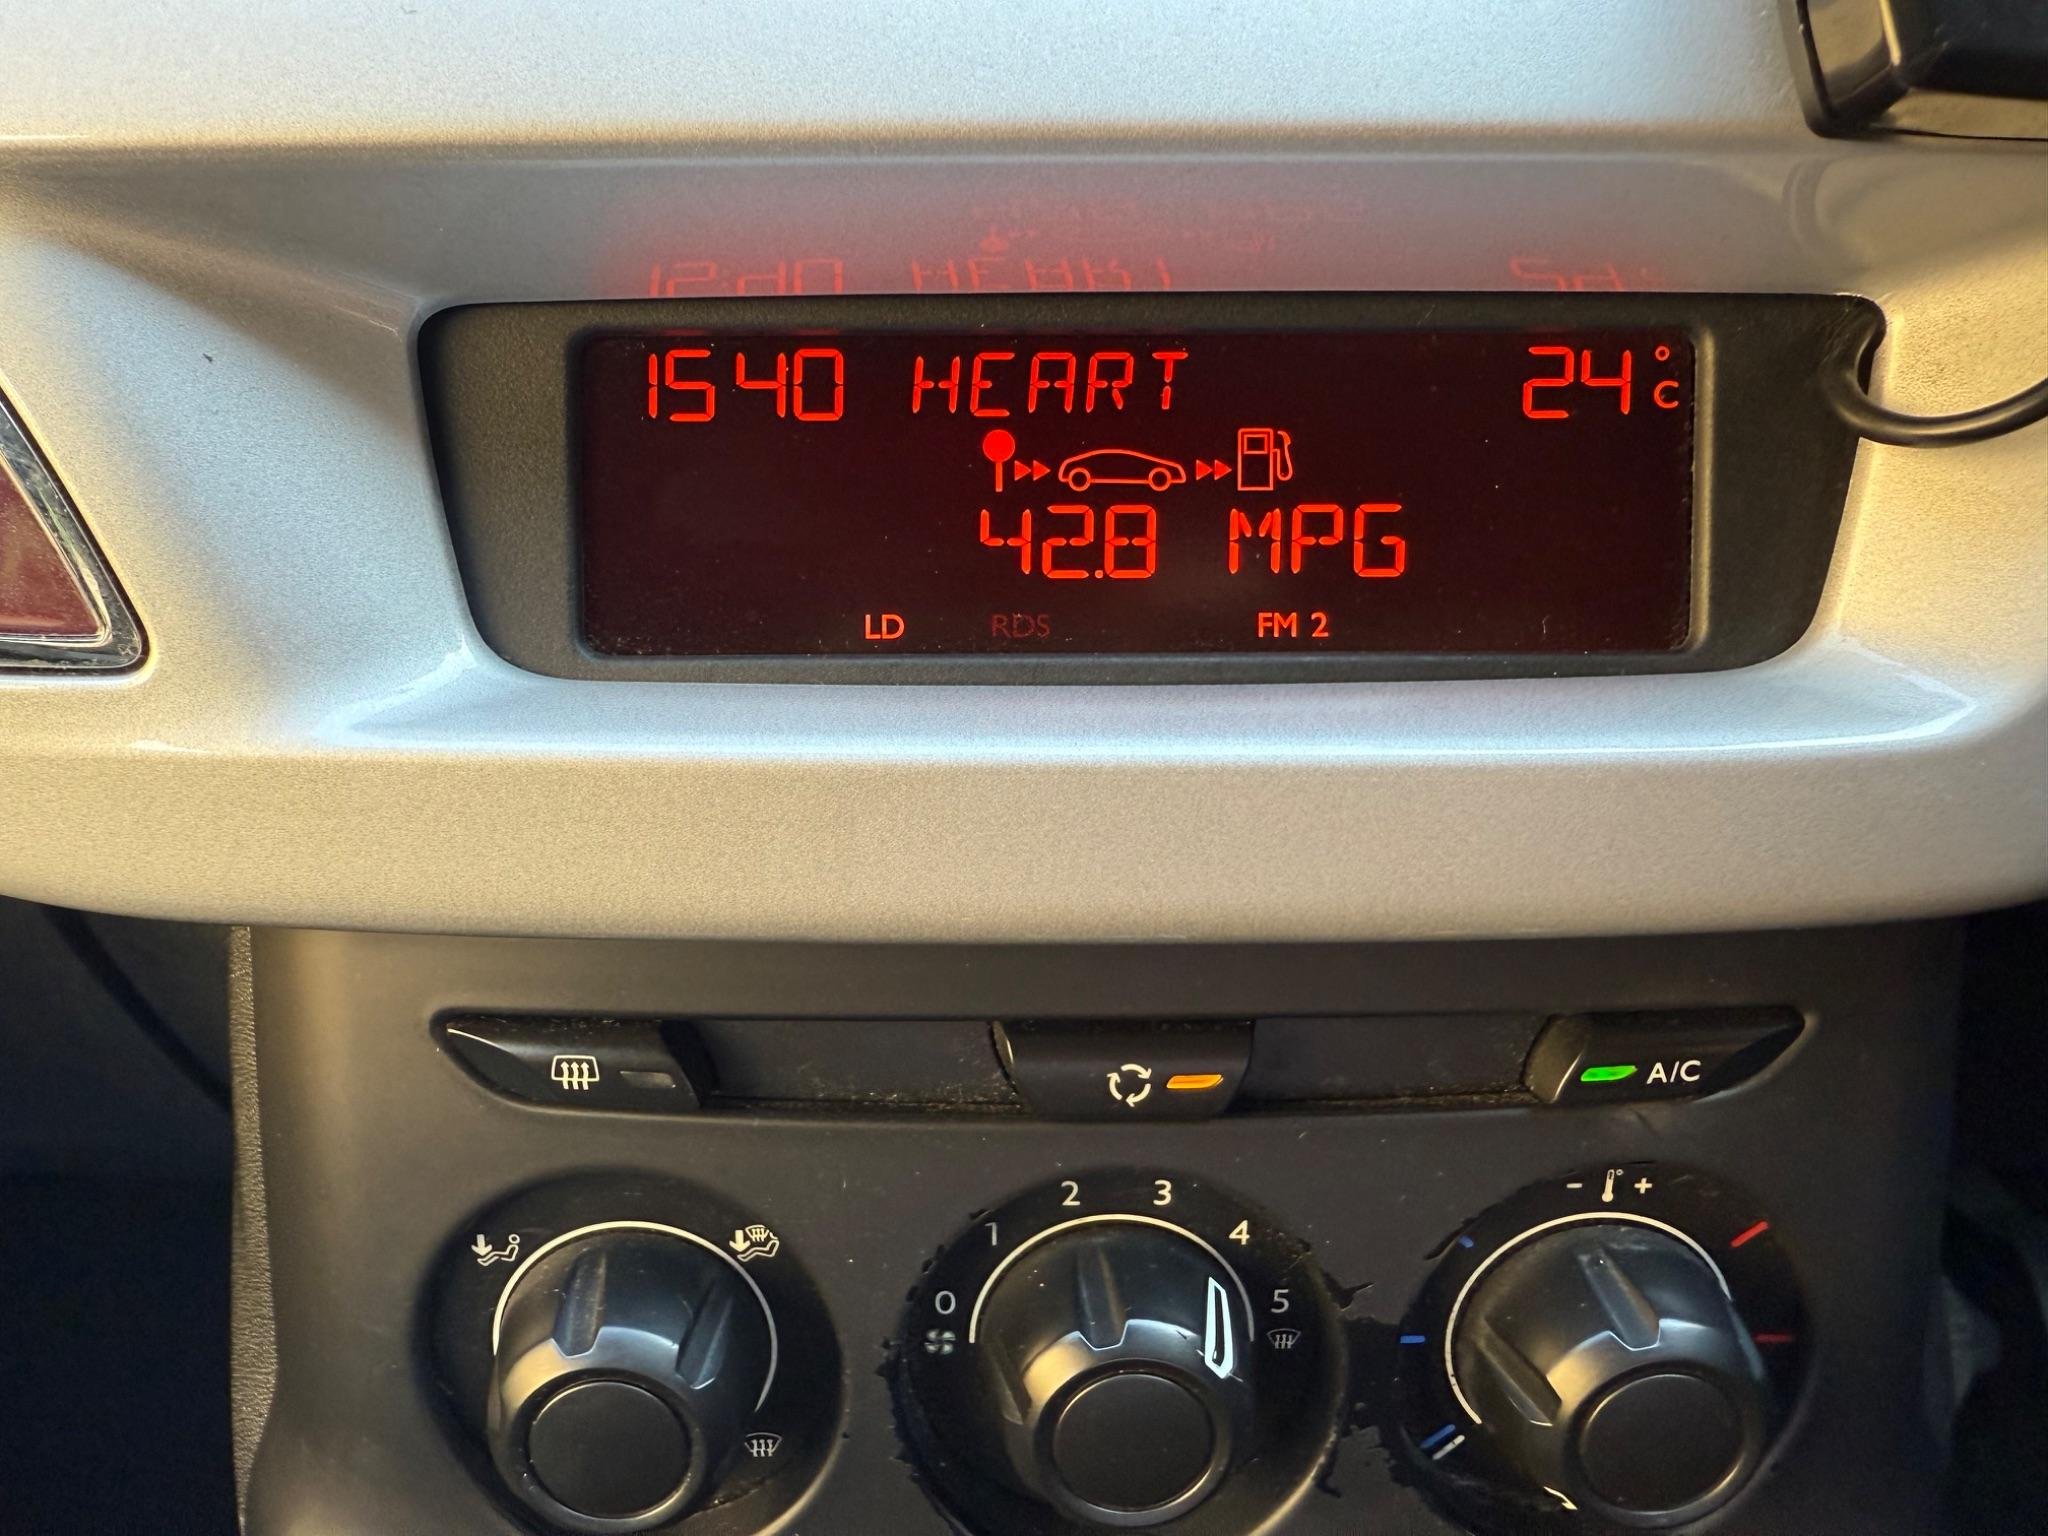 1540 HEART 24°C
42.8 MPG
LD RDS FM 2
A/C
- +
2 3
1 4
0 5